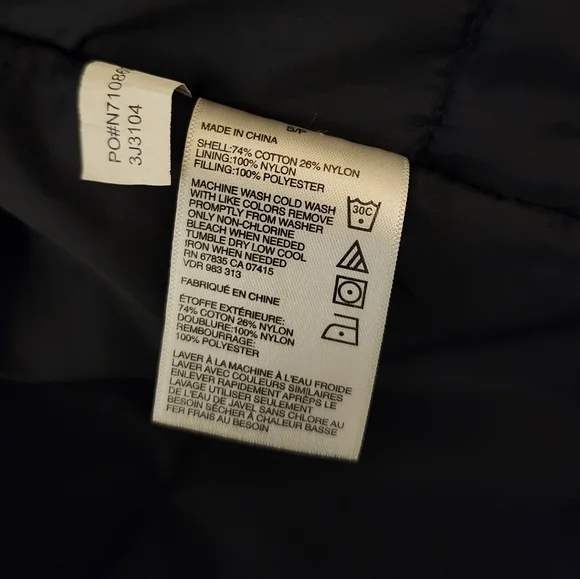 PO#N7108
3J3104
MADE IN CHINA
SHELL:74% COTTON 26% NYLON
LINING:100% NYLON
FILLING:100% POLYESTER
MACHINE WASH COLD WASH
WITH LIKE COLORS REMOVE
PROMPTLY FROM WASHER
ONLY NON-CHLORINE
BLEACH WHEN NEEDED
TUMBLE DRY LOW COOL
IRON WHEN NEEDED
RN 67835 CA 07415
VDR 983 313
30C
FABRIQUÉ EN CHINE
ÉTOFFE EXTÉRIEURE:
74% COTON 26% NYLON
DOUBLURE:100% NYLON
REMBOURRAGE:
100% POLYESTER
LAVER À LA MACHINE À L'EAU FROIDE
LAVER AVEC COULEURS SIMILAIRES
ENLEVER RAPIDEMENT APRÈPS LE
LAVAGE UTILISER SEULEMENT
DE L'EAU DE JAVEL SANS CHLORE AU
BESOIN SÉCHER À CHALEUR BASSE
FER FRAIS AU BESOIN